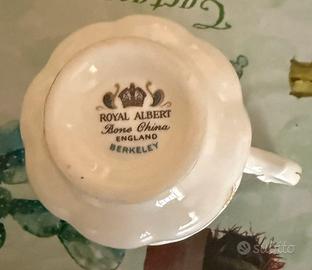 ROYAL ALBERT
Bone China
ENGLAND
BERKELEY
subito